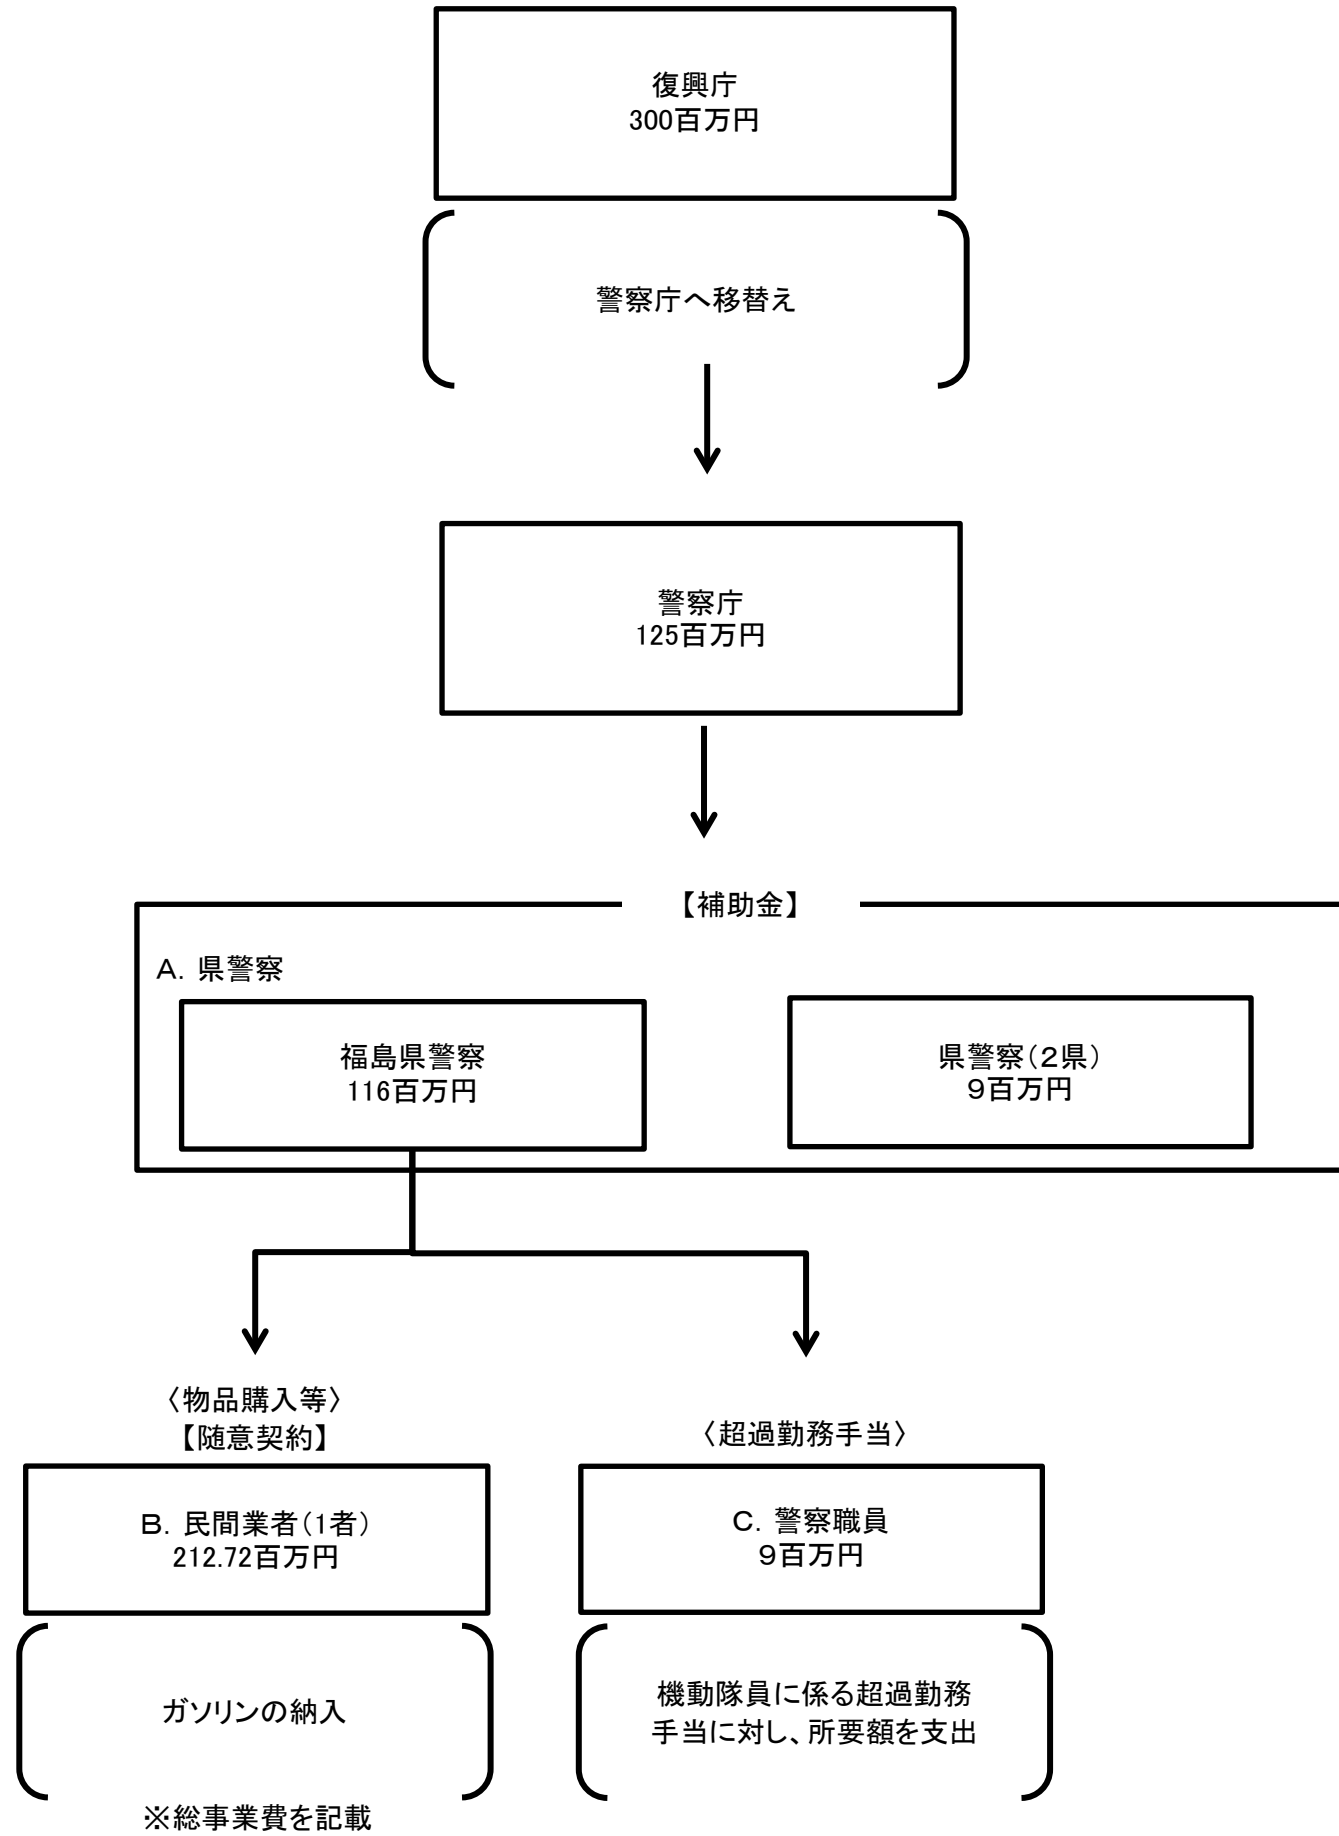 復興庁
300百万円
警察庁へ移替え
警察庁
125百万円
【補助金】
A．県警察
福島県警察
116百万円
県警察（２県）
９百万円
〈物品購入等〉
【随意契約】
B．民間業者（1者）
212.72百万円
ガソリンの納入
※総事業費を記載
〈超過勤務手当〉
C．警察職員
９百万円
機動隊員に係る超過勤務
手当に対し、所要額を支出